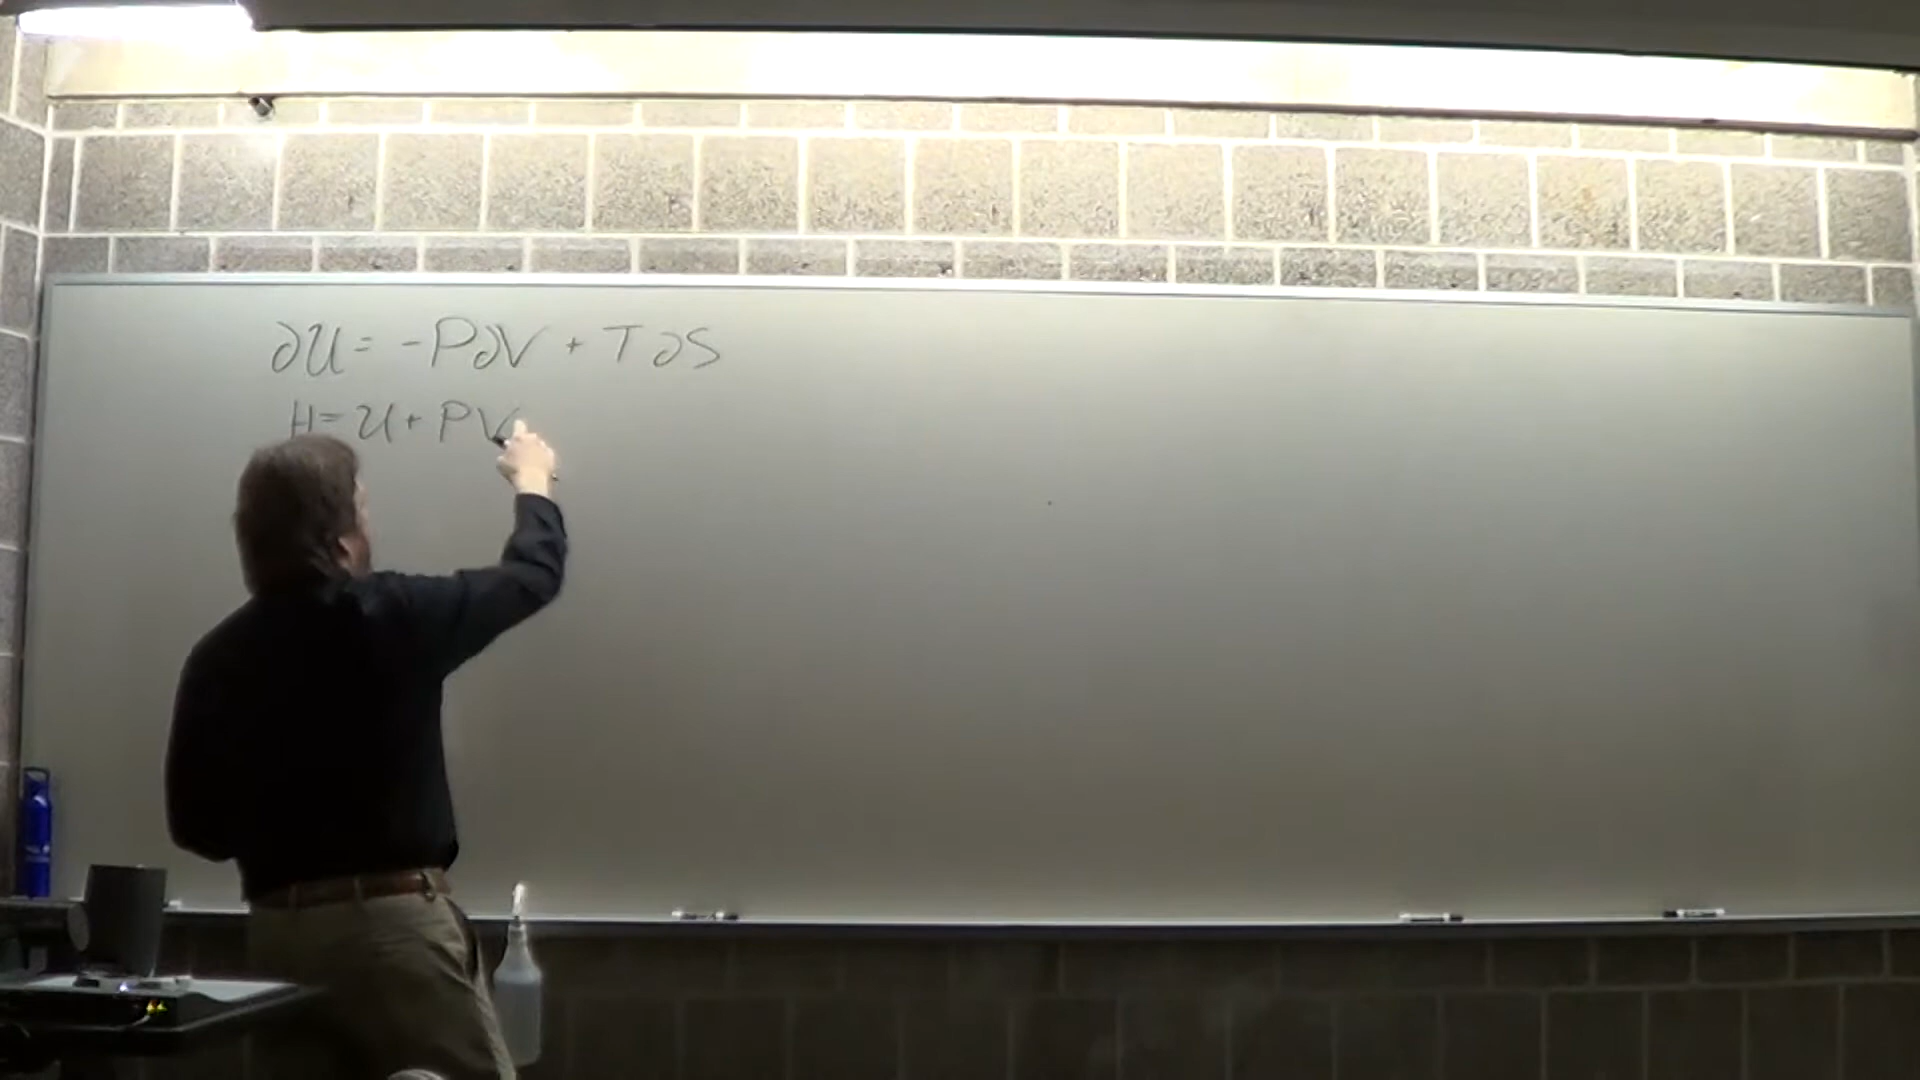 ∂U = -P∂V + T∂S
H = U + PV